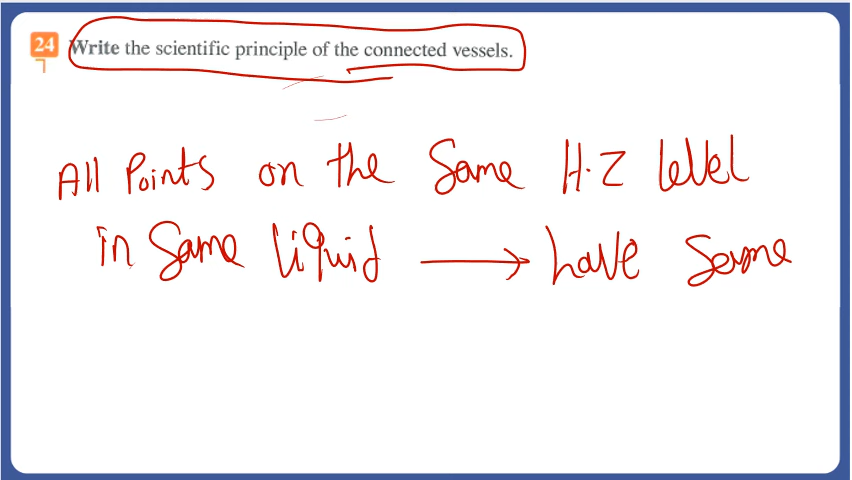 24 Write the scientific principle of the connected vessels.
All Points on the Same H.Z level
in Same liquid → have Same